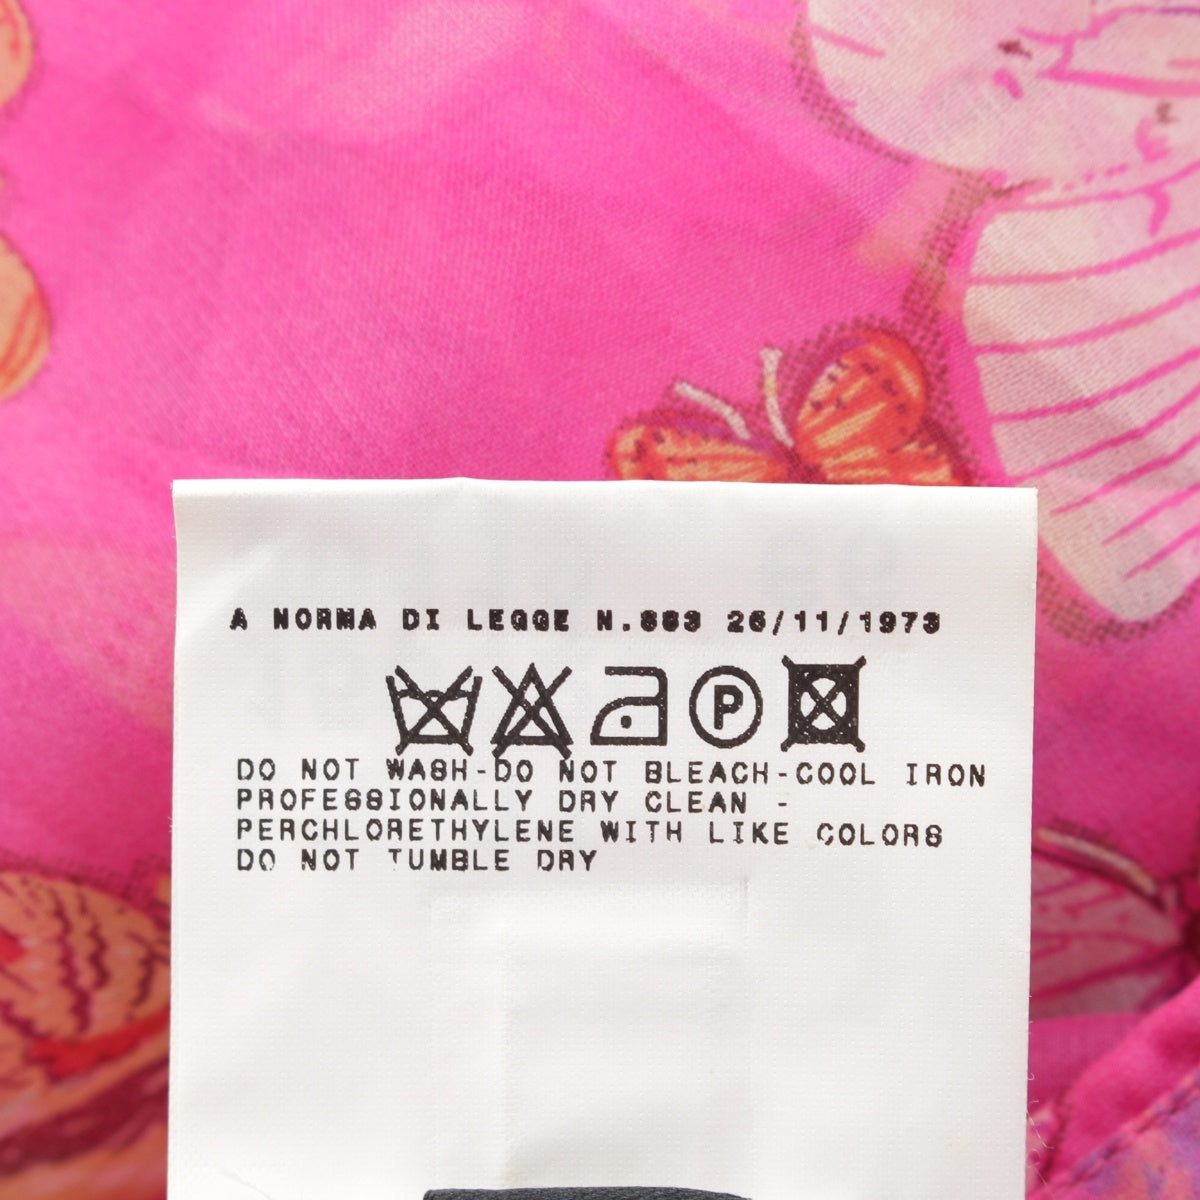 A NORMA DI LEGGE N.883 26/11/1973
P
DO NOT WASH-DO NOT BLEACH-COOL IRON
PROFESSIONALLY DRY CLEAN -
PERCHLORETHYLENE WITH LIKE COLORS
DO NOT TUMBLE DRY